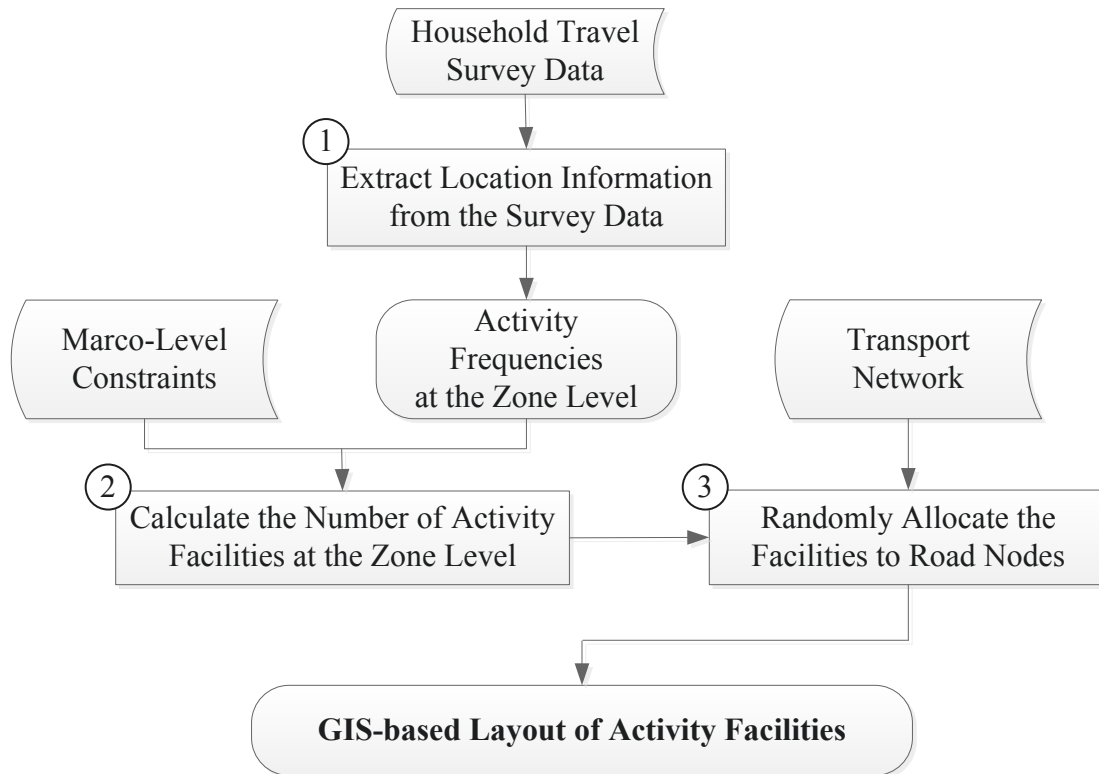 Household Travel
Survey Data
1
Extract Location Information
from the Survey Data
Marco-Level
Constraints
Activity
Frequencies
at the Zone Level
Transport
Network
2
Calculate the Number of Activity
Facilities at the Zone Level
3
Randomly Allocate the
Facilities to Road Nodes
GIS-based Layout of Activity Facilities